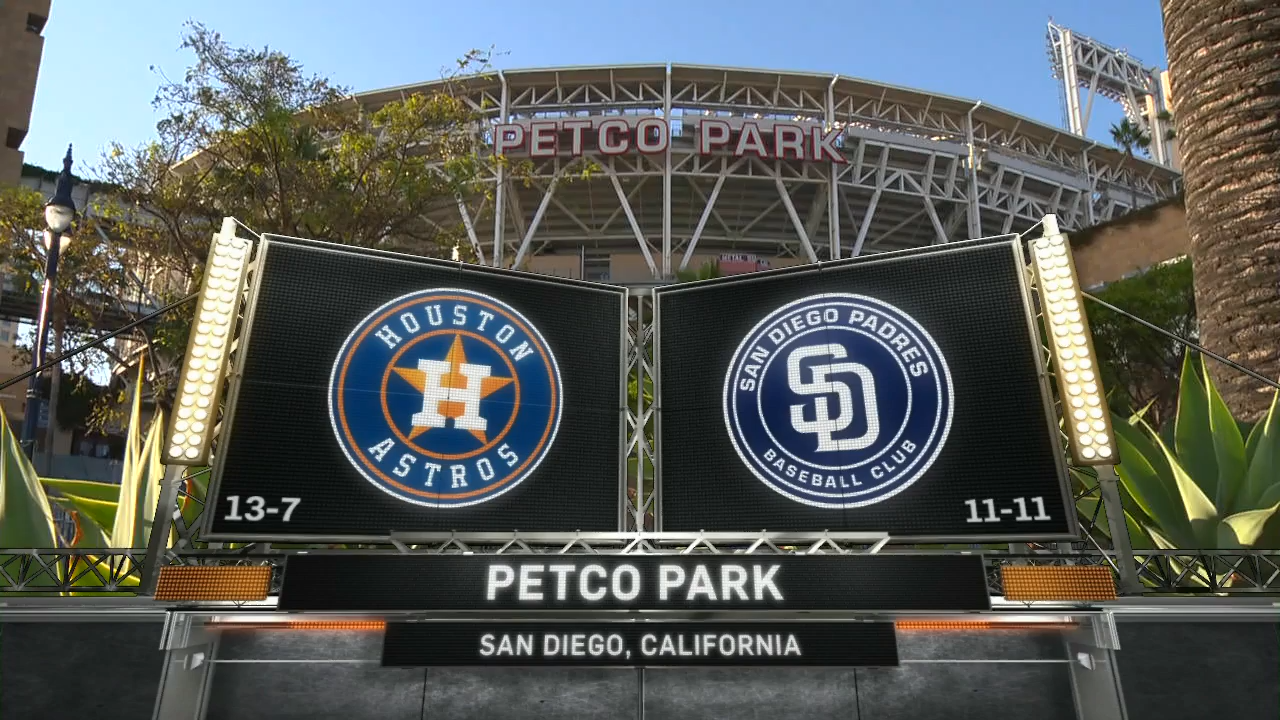 PETCO PARK
HOUSTON
ASTROS
H
SAN DIEGO PADRES
SD
BASEBALL CLUB
13-7
11-11
PETCO PARK
SAN DIEGO, CALIFORNIA